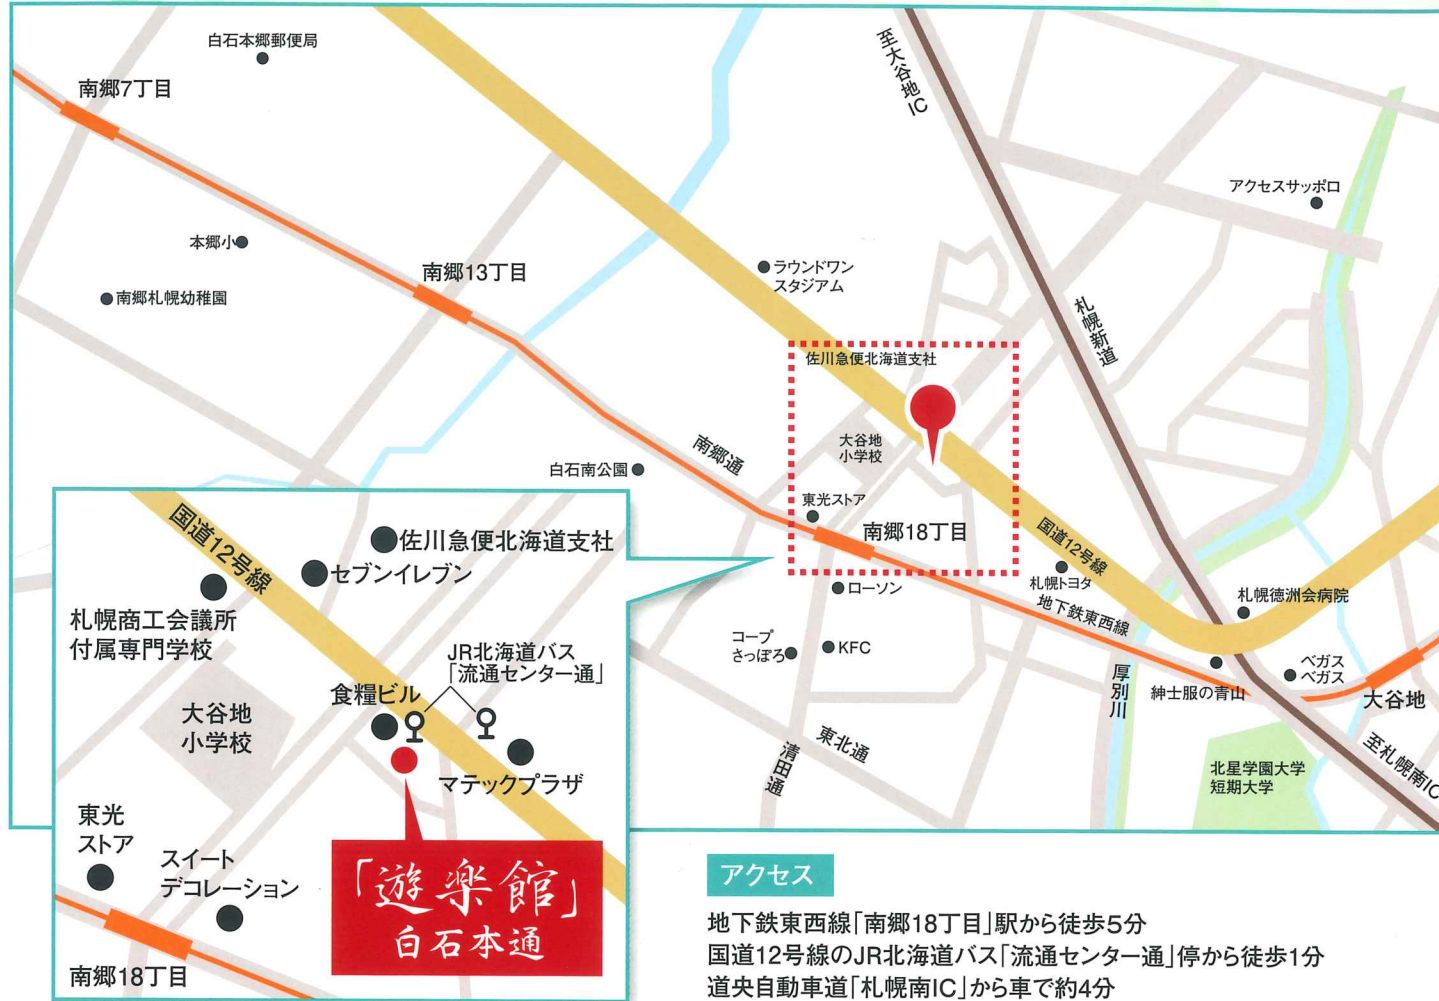 白石本郷郵便局
南郷7丁目
至大谷地IC
アクセスサッポロ
本郷小
南郷13丁目
ラウンドワン
スタジアム
南郷札幌幼稚園
札幌新道
佐川急便北海道支社
大谷地
小学校
南郷通
白石南公園
東光ストア
南郷18丁目
国道12号線
札幌トヨタ
ローソン
地下鉄東西線
札幌徳洲会病院
コープ
さっぽろ
KFC
厚別川
紳士服の青山
ベガス
ベガス
大谷地
清田通
東北通
至札幌南IC
北星学園大学
短期大学
国道12号線
佐川急便北海道支社
セブンイレブン
札幌商工会議所
付属専門学校
JR北海道バス
「流通センター通」
食糧ビル
大谷地
小学校
マテックプラザ
東光
ストア
スイート
デコレーション
「遊楽館」
白石本通
南郷18丁目
アクセス
地下鉄東西線「南郷18丁目」駅から徒歩5分
国道12号線のJR北海道バス「流通センター通」停から徒歩1分
道央自動車道「札幌南IC」から車で約4分